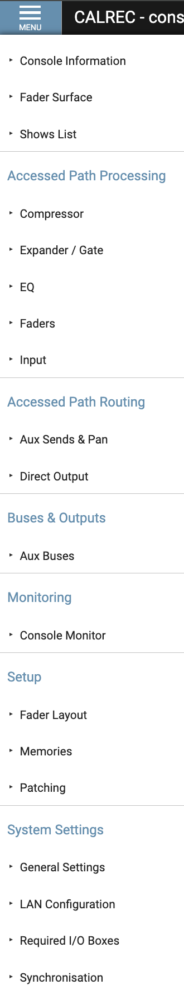 MENU
CALREC - cons
Console Information
Fader Surface
Shows List
Accessed Path Processing
Compressor
Expander / Gate
EQ
Faders
Input
Accessed Path Routing
Aux Sends & Pan
Direct Output
Buses & Outputs
Aux Buses
Monitoring
Console Monitor
Setup
Fader Layout
Memories
Patching
System Settings
General Settings
LAN Configuration
Required I/O Boxes
Synchronisation